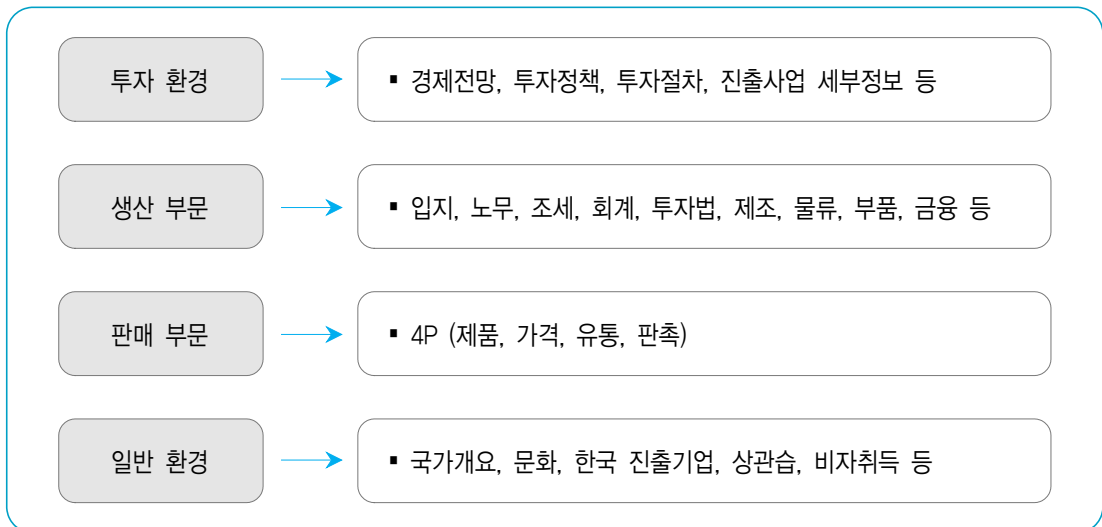 투자 환경
▪ 경제전망, 투자정책, 투자절차, 진출사업 세부정보 등
생산 부문
▪ 입지, 노무, 조세, 회계, 투자법, 제조, 물류, 부품, 금융 등
판매 부문
▪ 4P (제품, 가격, 유통, 판촉)
일반 환경
▪ 국가개요, 문화, 한국 진출기업, 상관습, 비자취득 등